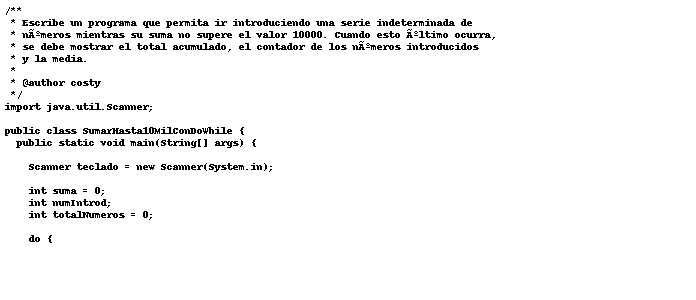 /**
 * Escribe un programa que permita ir introduciendo una serie indeterminada de
 * nÃºmeros mientras su suma no supere el valor 10000. Cuando esto Ãºltimo ocurra,
 * se debe mostrar el total acumulado, el contador de los nÃºmeros introducidos
 * y la media.
 *
 * @author costy
 */
import java.util.Scanner;
public class SumarHasta10MilConDoWhile {
public static void main(String[] args) {
Scanner teclado = new Scanner(System.in);
int suma = 0;
int numIntrod;
int totalNumeros = 0;
do {